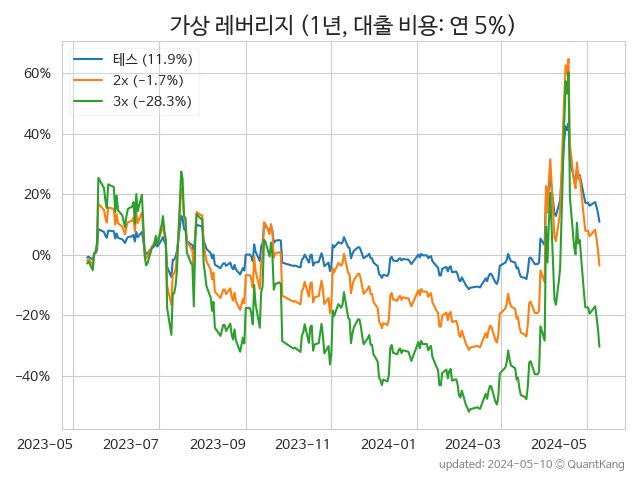 가상 레버리지 (1년, 대출 비용: 연 5%)
테스 (11.9%)
2x (−1.7%)
3x (−28.3%)
60%
40%
20%
0%
−20%
−40%
2023-05 2023-07 2023-09 2023-11 2024-01 2024-03 2024-05
updated: 2024-05-10 © QuantKang